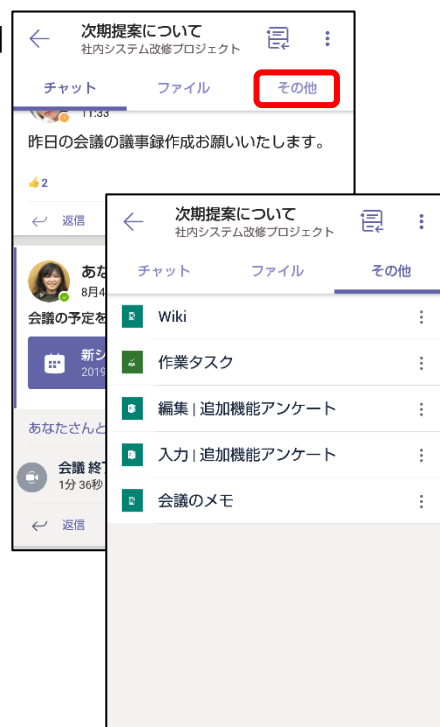 次期提案について
社内システム改修プロジェクト
チャット
ファイル
その他
11:33
昨日の会議の議事録作成お願いいたします。
2
返信
8月4
会議の予定を
2019
あなたさんと
会議 終
1分 36秒
返信
次期提案について
社内システム改修プロジェクト
チャット
ファイル
その他
Wiki
作業タスク
編集 | 追加機能アンケート
入力 | 追加機能アンケート
会議のメモ